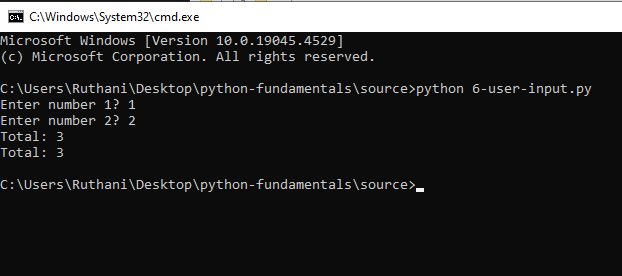 C:\Windows\System32\cmd.exe
Microsoft Windows [Version 10.0.19045.4529]
(c) Microsoft Corporation. All rights reserved.
C:\Users\Ruthani\Desktop\python-fundamentals\source>python 6-user-input.py
Enter number 1? 1
Enter number 2? 2
Total: 3
Total: 3
C:\Users\Ruthani\Desktop\python-fundamentals\source>